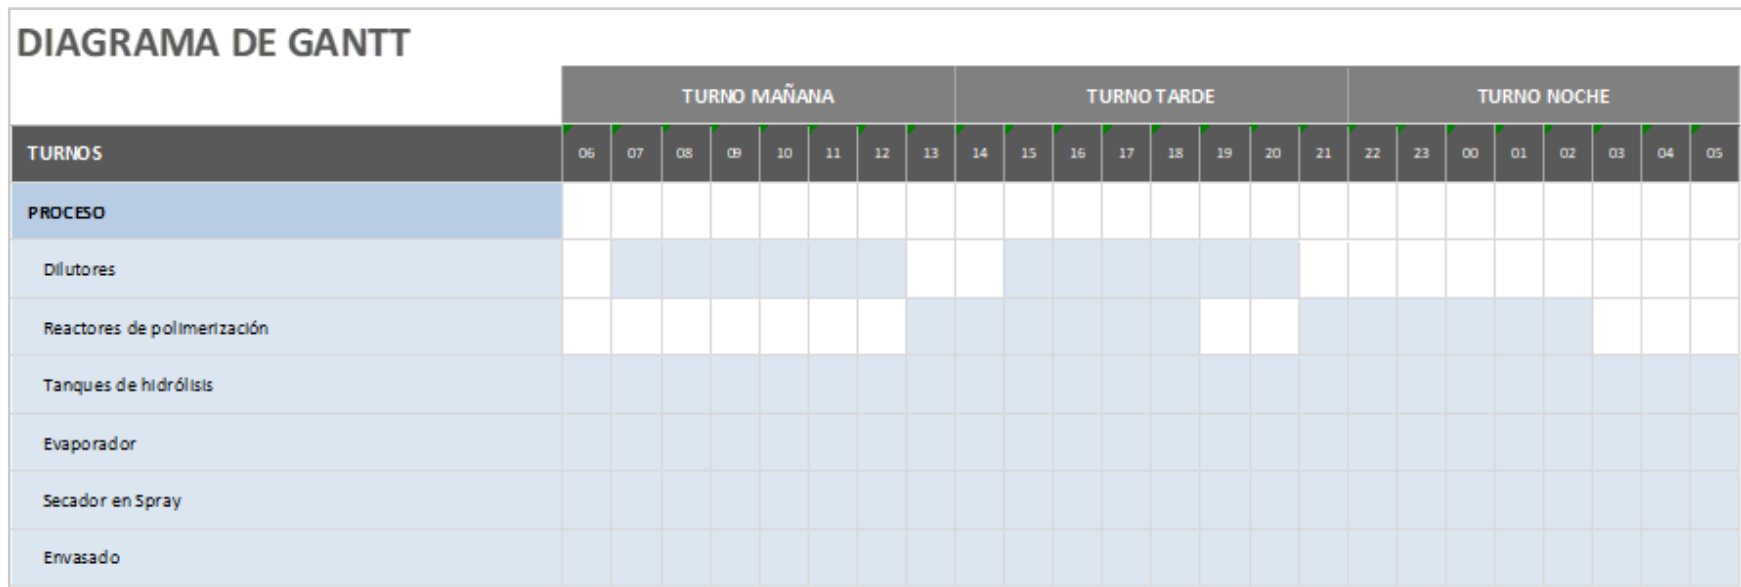 DIAGRAMA DE GANTT
TURNO MAÑANA TURNO TARDE TURNO NOCHE
TURNOS 06 07 08 09 10 11 12 13 14 15 16 17 18 19 20 21 22 23 00 01 02 03 04 05
PROCESO
Dilutores
Reactores de polimerización
Tanques de hidrólisis
Evaporador
Secador en Spray
Envasado